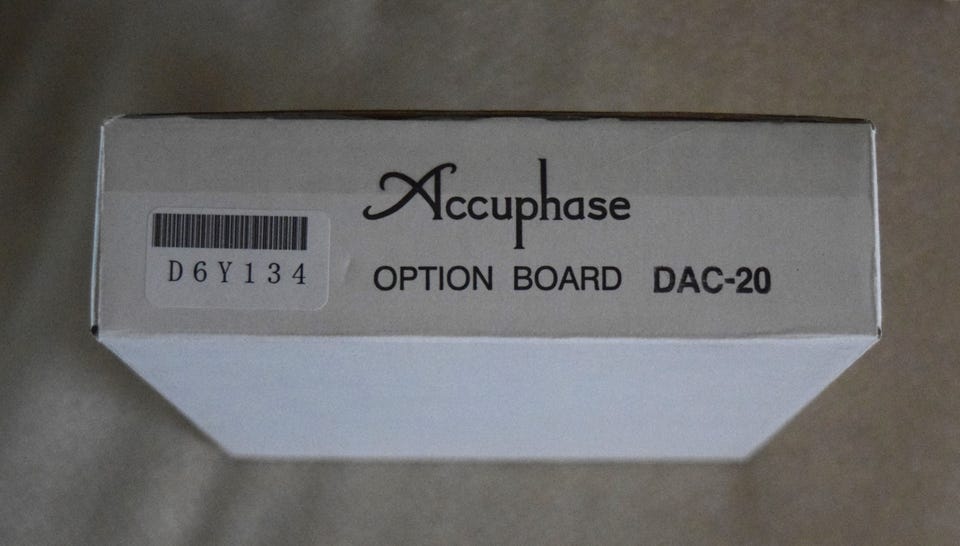 Accuphase
D6Y134
OPTION BOARD DAC-20